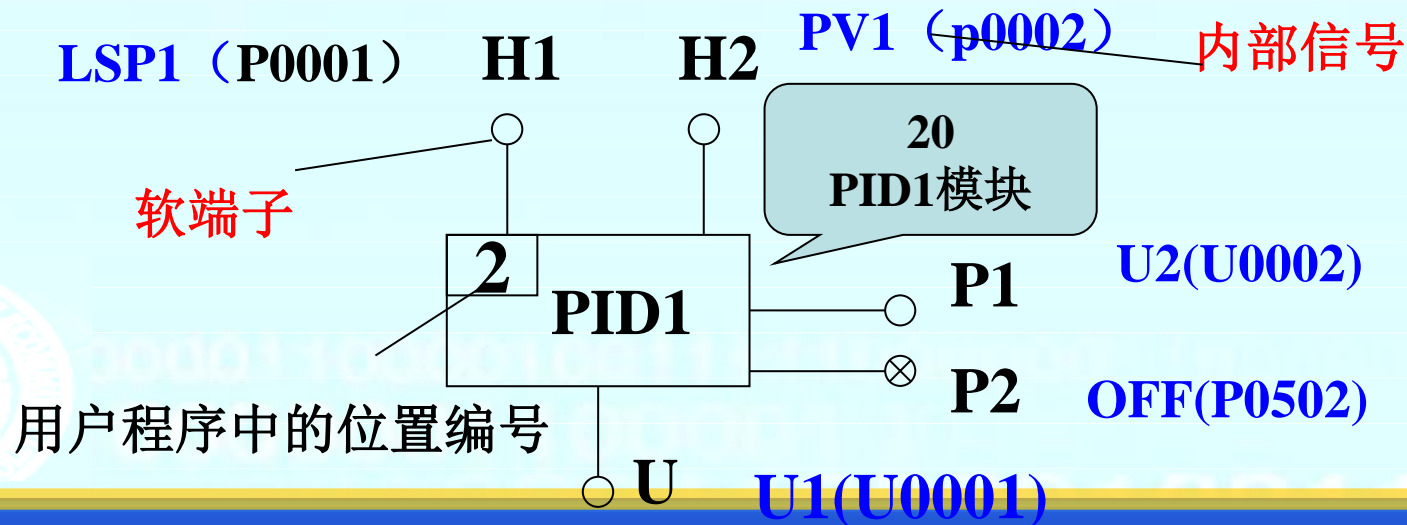 LSP1（P0001）
H1
H2
PV1（p0002）
内部信号
20
PID1模块
软端子
2
PID1
P1
U2(U0002)
P2
OFF(P0502)
用户程序中的位置编号
U
U1(U0001)